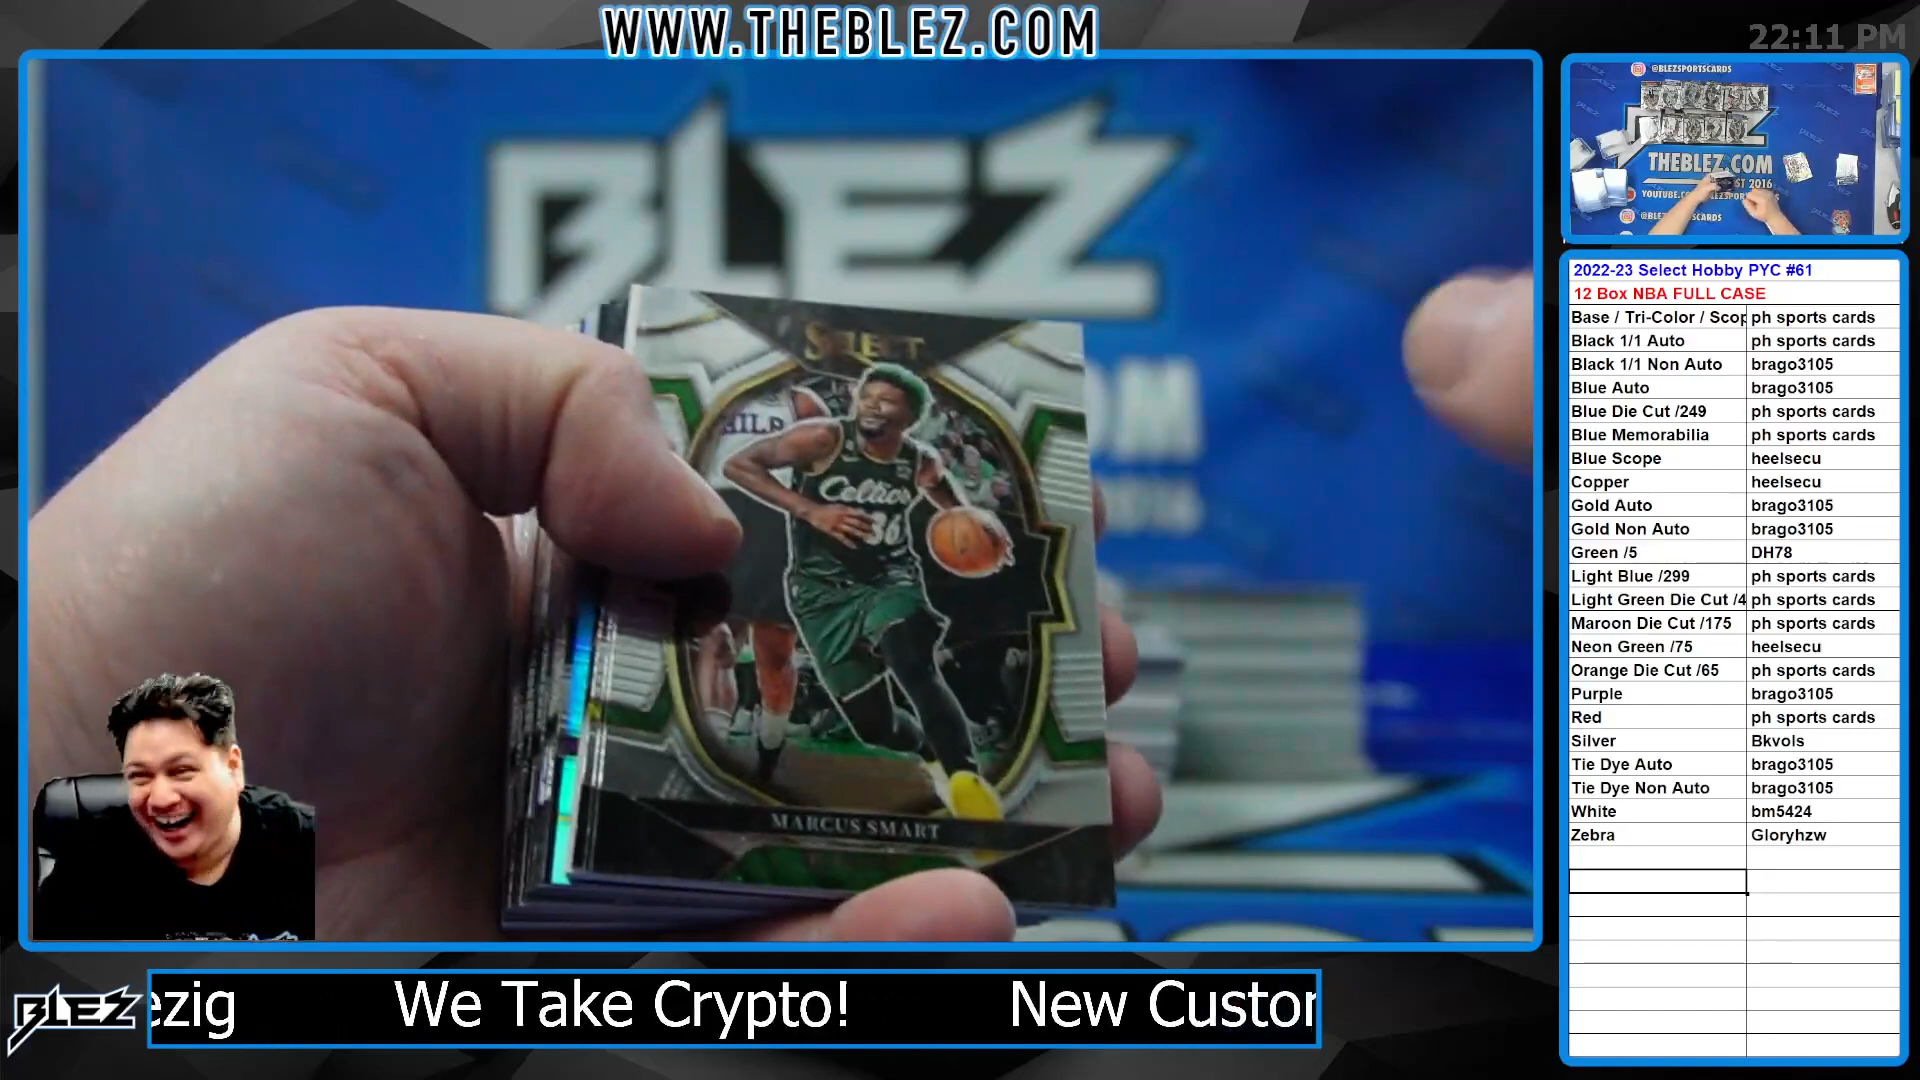 WWW.THEBLEZ.COM
22:11 PM
BLEZ
SELECT
Celtics
36
MARCUS SMART
@BLEZSPORTSCARDS
THEBLEZ.COM
2022-23 Select Hobby PYC #61
12 Box NBA FULL CASE
Base / Tri-Color / Scop ph sports cards
Black 1/1 Auto ph sports cards
Black 1/1 Non Auto brago3105
Blue Auto brago3105
Blue Die Cut /249 ph sports cards
Blue Memorabilia ph sports cards
Blue Scope heelsecu
Copper heelsecu
Gold Auto brago3105
Gold Non Auto brago3105
Green /5 DH78
Light Blue /299 ph sports cards
Light Green Die Cut /4 ph sports cards
Maroon Die Cut /175 ph sports cards
Neon Green /75 heelsecu
Orange Die Cut /65 ph sports cards
Purple brago3105
Red ph sports cards
Silver Bkvols
Tie Dye Auto brago3105
Tie Dye Non Auto brago3105
White bm5424
Zebra Gloryhzw
BLEZ
ezig We Take Crypto! New Custor